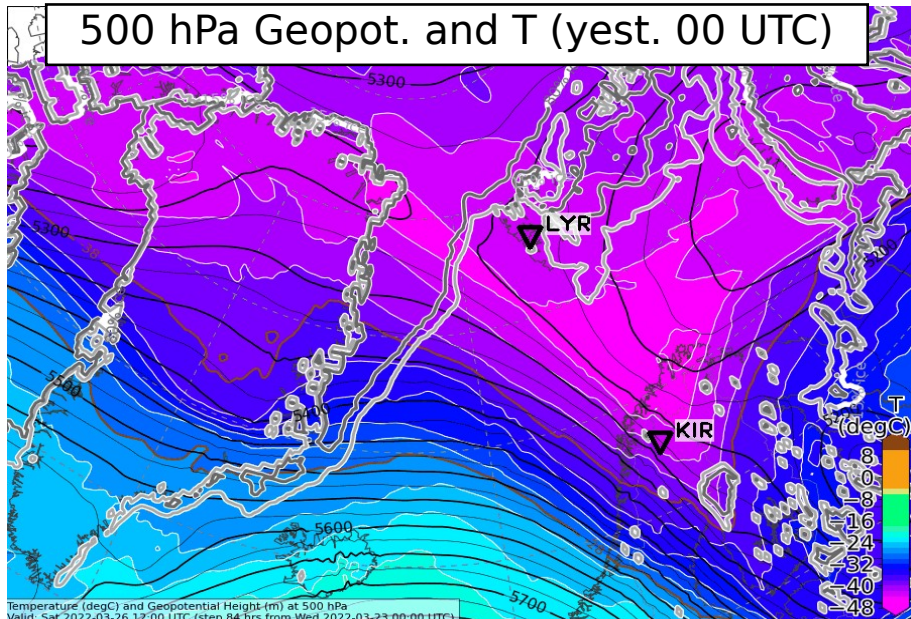 500 hPa Geopot. and T (yest. 00 UTC)
5300
LYR
5300
5200
ice
5500
5400
T
(degC)
KIR
8
0
−8
−16
−24
−32
−40
−48
5600
5700
Temperature (degC) and Geopotential Height (m) at 500 hPa
Valid: Sat 2022-03-26 12:00 UTC (step 84 hrs from Wed 2022-03-23 00:00 UTC)